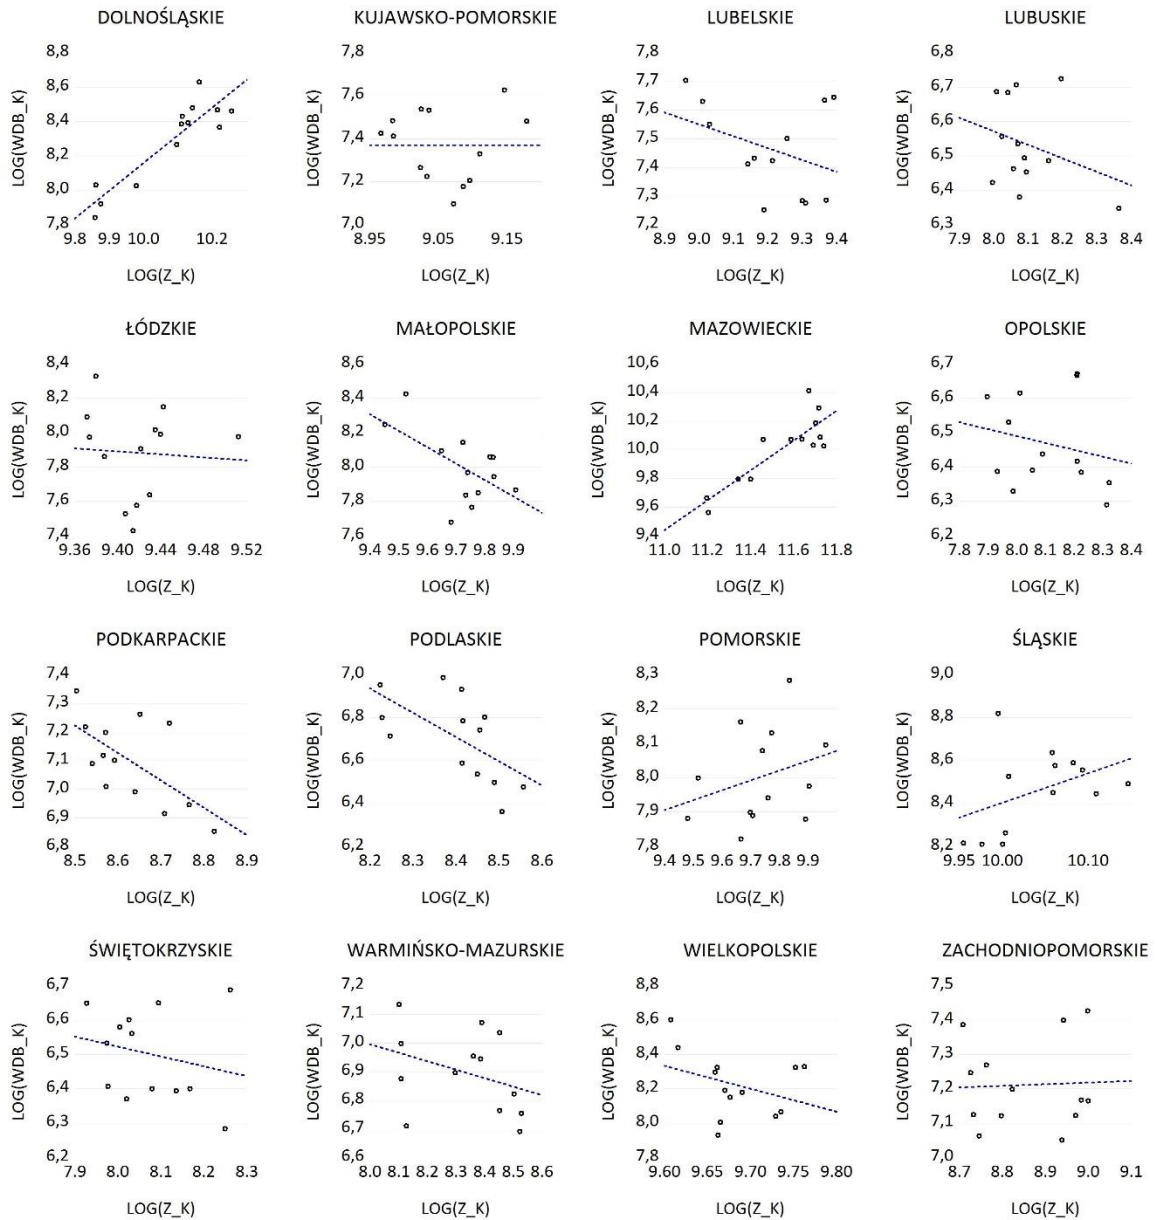 DOLNOŚLĄSKIE
LOG(WDB_K)
8,8
8,6
8,4
8,2
8,0
7,8
9.8 9.9 10.0 10.2
LOG(Z_K)
KUJAWSKO-POMORSKIE
LOG(WDB_K)
7,8
7,6
7,4
7,2
7,0
8.95 9.05 9.15
LOG(Z_K)
LUBELSKIE
LOG(WDB_K)
7,8
7,7
7,6
7,5
7,4
7,3
7,2
8.9 9.0 9.1 9.2 9.3 9.4
LOG(Z_K)
LUBUSKIE
LOG(WDB_K)
6,8
6,7
6,6
6,5
6,4
6,3
7.9 8.0 8.1 8.2 8.3 8.4
LOG(Z_K)
ŁÓDZKIE
LOG(WDB_K)
8,4
8,2
8,0
7,8
7,6
7,4
9.36 9.40 9.44 9.48 9.52
LOG(Z_K)
MAŁOPOLSKIE
LOG(WDB_K)
8,6
8,4
8,2
8,0
7,8
7,6
9.4 9.5 9.6 9.7 9.8 9.9
LOG(Z_K)
MAZOWIECKIE
LOG(WDB_K)
10,6
10,4
10,2
10,0
9,8
9,6
9,4
11.0 11.2 11.4 11.6 11.8
LOG(Z_K)
OPOLSKIE
LOG(WDB_K)
6,7
6,6
6,5
6,4
6,3
6,2
7.8 7.9 8.0 8.1 8.2 8.3 8.4
LOG(Z_K)
PODKARPACKIE
LOG(WDB_K)
7,4
7,3
7,2
7,1
7,0
6,9
6,8
8.5 8.6 8.7 8.8 8.9
LOG(Z_K)
PODLASKIE
LOG(WDB_K)
7,0
6,8
6,6
6,4
6,2
8.2 8.3 8.4 8.5 8.6
LOG(Z_K)
POMORSKIE
LOG(WDB_K)
8,3
8,2
8,1
8,0
7,9
7,8
9.4 9.5 9.6 9.7 9.8 9.9
LOG(Z_K)
ŚLĄSKIE
LOG(WDB_K)
9,0
8,8
8,6
8,4
8,2
9.95 10.00 10.10
LOG(Z_K)
ŚWIĘTOKRZYSKIE
LOG(WDB_K)
6,7
6,6
6,5
6,4
6,3
6,2
7.9 8.0 8.1 8.2 8.3
LOG(Z_K)
WARMIŃSKO-MAZURSKIE
LOG(WDB_K)
7,2
7,1
7,0
6,9
6,8
6,7
6,6
8.0 8.1 8.2 8.3 8.4 8.5 8.6
LOG(Z_K)
WIELKOPOLSKIE
LOG(WDB_K)
8,8
8,6
8,4
8,2
8,0
7,8
9.60 9.65 9.70 9.75 9.80
LOG(Z_K)
ZACHODNIOPOMORSKIE
LOG(WDB_K)
7,5
7,4
7,3
7,2
7,1
7,0
8.7 8.8 8.9 9.0 9.1
LOG(Z_K)